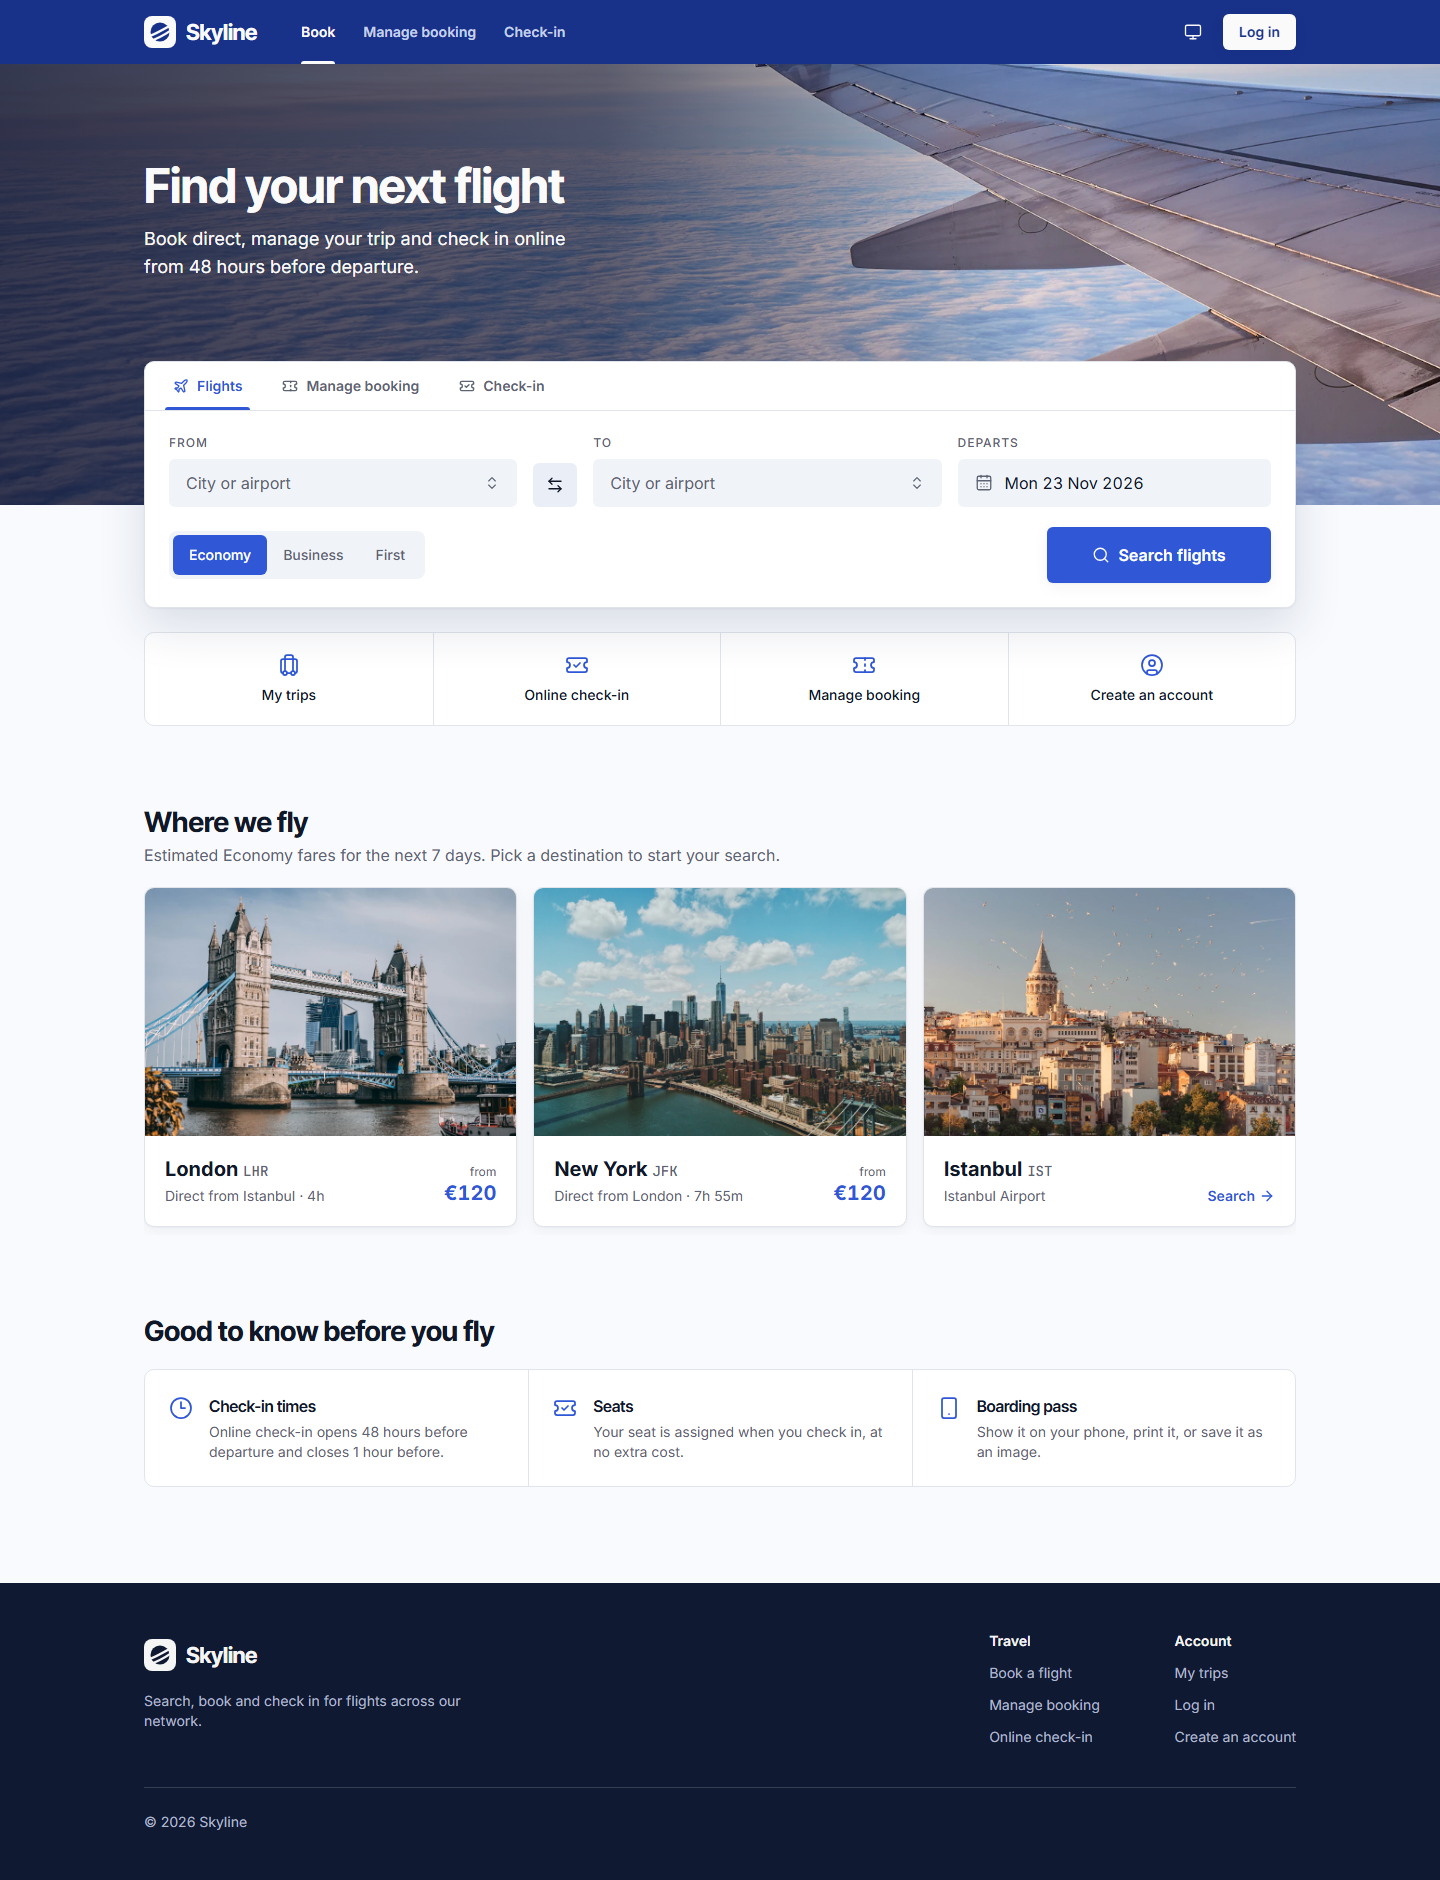 Skyline
Book
Manage booking
Check-in
Log in
Find your next flight
Book direct, manage your trip and check in online
from 48 hours before departure.
Flights
Manage booking
Check-in
FROM
TO
DEPARTS
City or airport
City or airport
Mon 23 Nov 2026
Economy
Business
First
Search flights
My trips
Online check-in
Manage booking
Create an account
Where we fly
Estimated Economy fares for the next 7 days. Pick a destination to start your search.
London LHR
Direct from Istanbul · 4h
from
€120
New York JFK
Direct from London · 7h 55m
from
€120
Istanbul IST
Istanbul Airport
Search
Good to know before you fly
Check-in times
Online check-in opens 48 hours before
departure and closes 1 hour before.
Seats
Your seat is assigned when you check in, at
no extra cost.
Boarding pass
Show it on your phone, print it, or save it as
an image.
Skyline
Search, book and check in for flights across our
network.
Travel
Book a flight
Manage booking
Online check-in
Account
My trips
Log in
Create an account
© 2026 Skyline